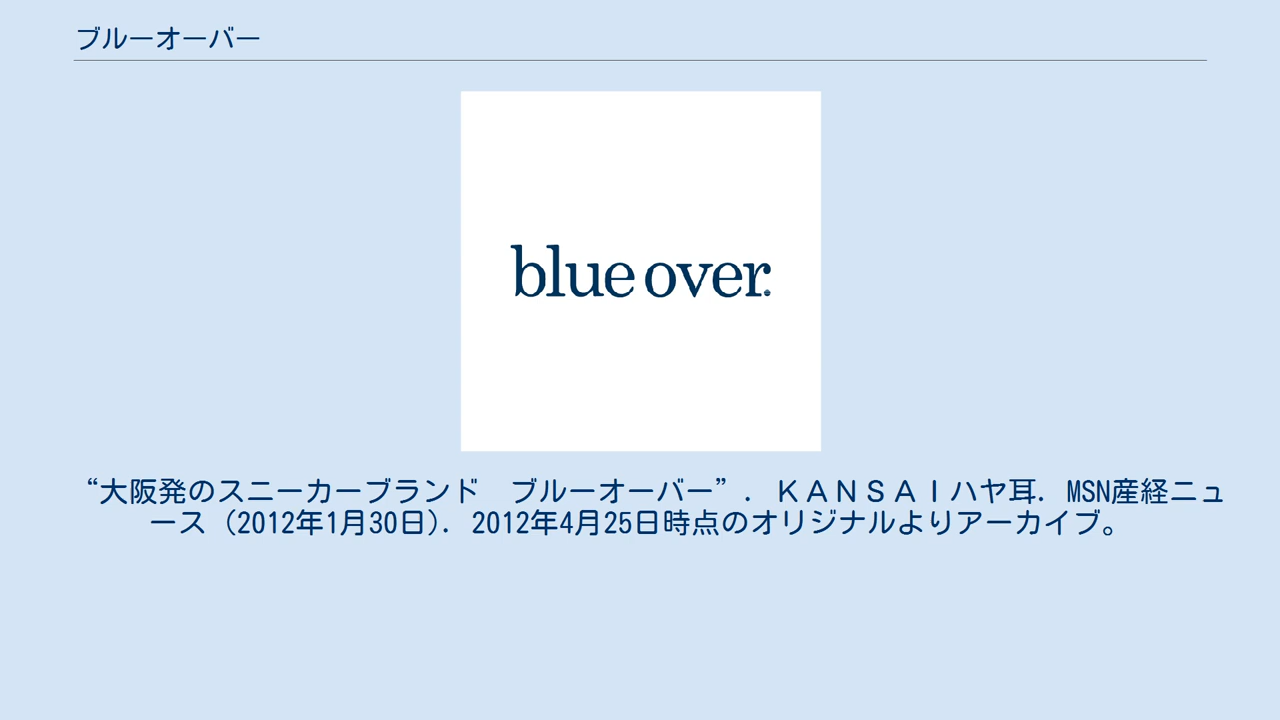 ブルーオーバー
blue over.
“大阪発のスニーカーブランド　ブルーオーバー”. ＫＡＮＳＡＩハヤ耳. MSN産経ニュ
ース (2012年1月30日). 2012年4月25日時点のオリジナルよりアーカイブ。